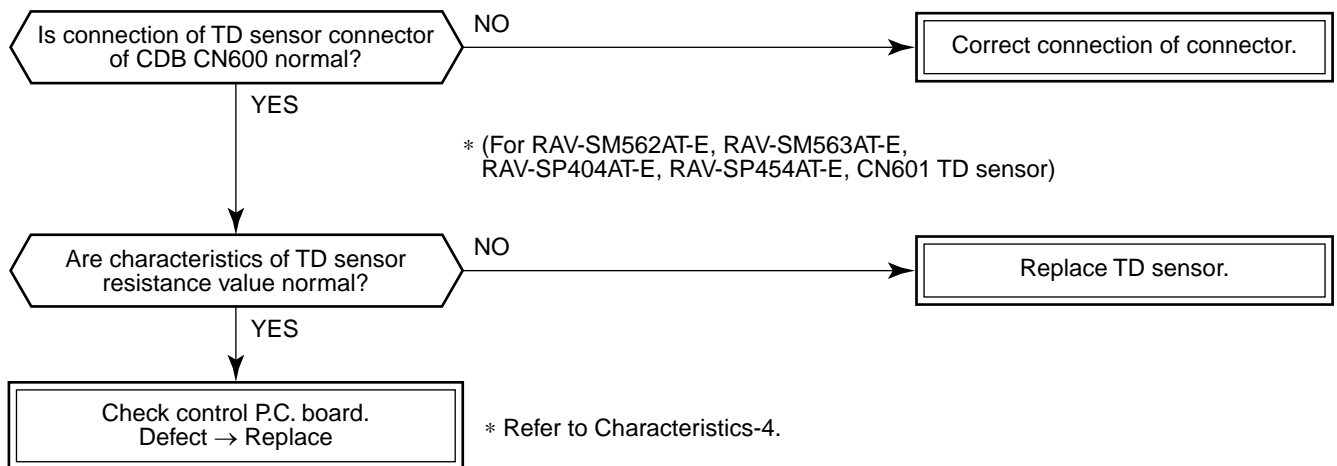 Is connection of TD sensor connector
of CDB CN600 normal?
NO
Correct connection of connector.
YES
* (For RAV-SM562AT-E, RAV-SM563AT-E,
RAV-SP404AT-E, RAV-SP454AT-E, CN601 TD sensor)
Are characteristics of TD sensor
resistance value normal?
NO
Replace TD sensor.
YES
Check control P.C. board.
Defect → Replace
* Refer to Characteristics-4.